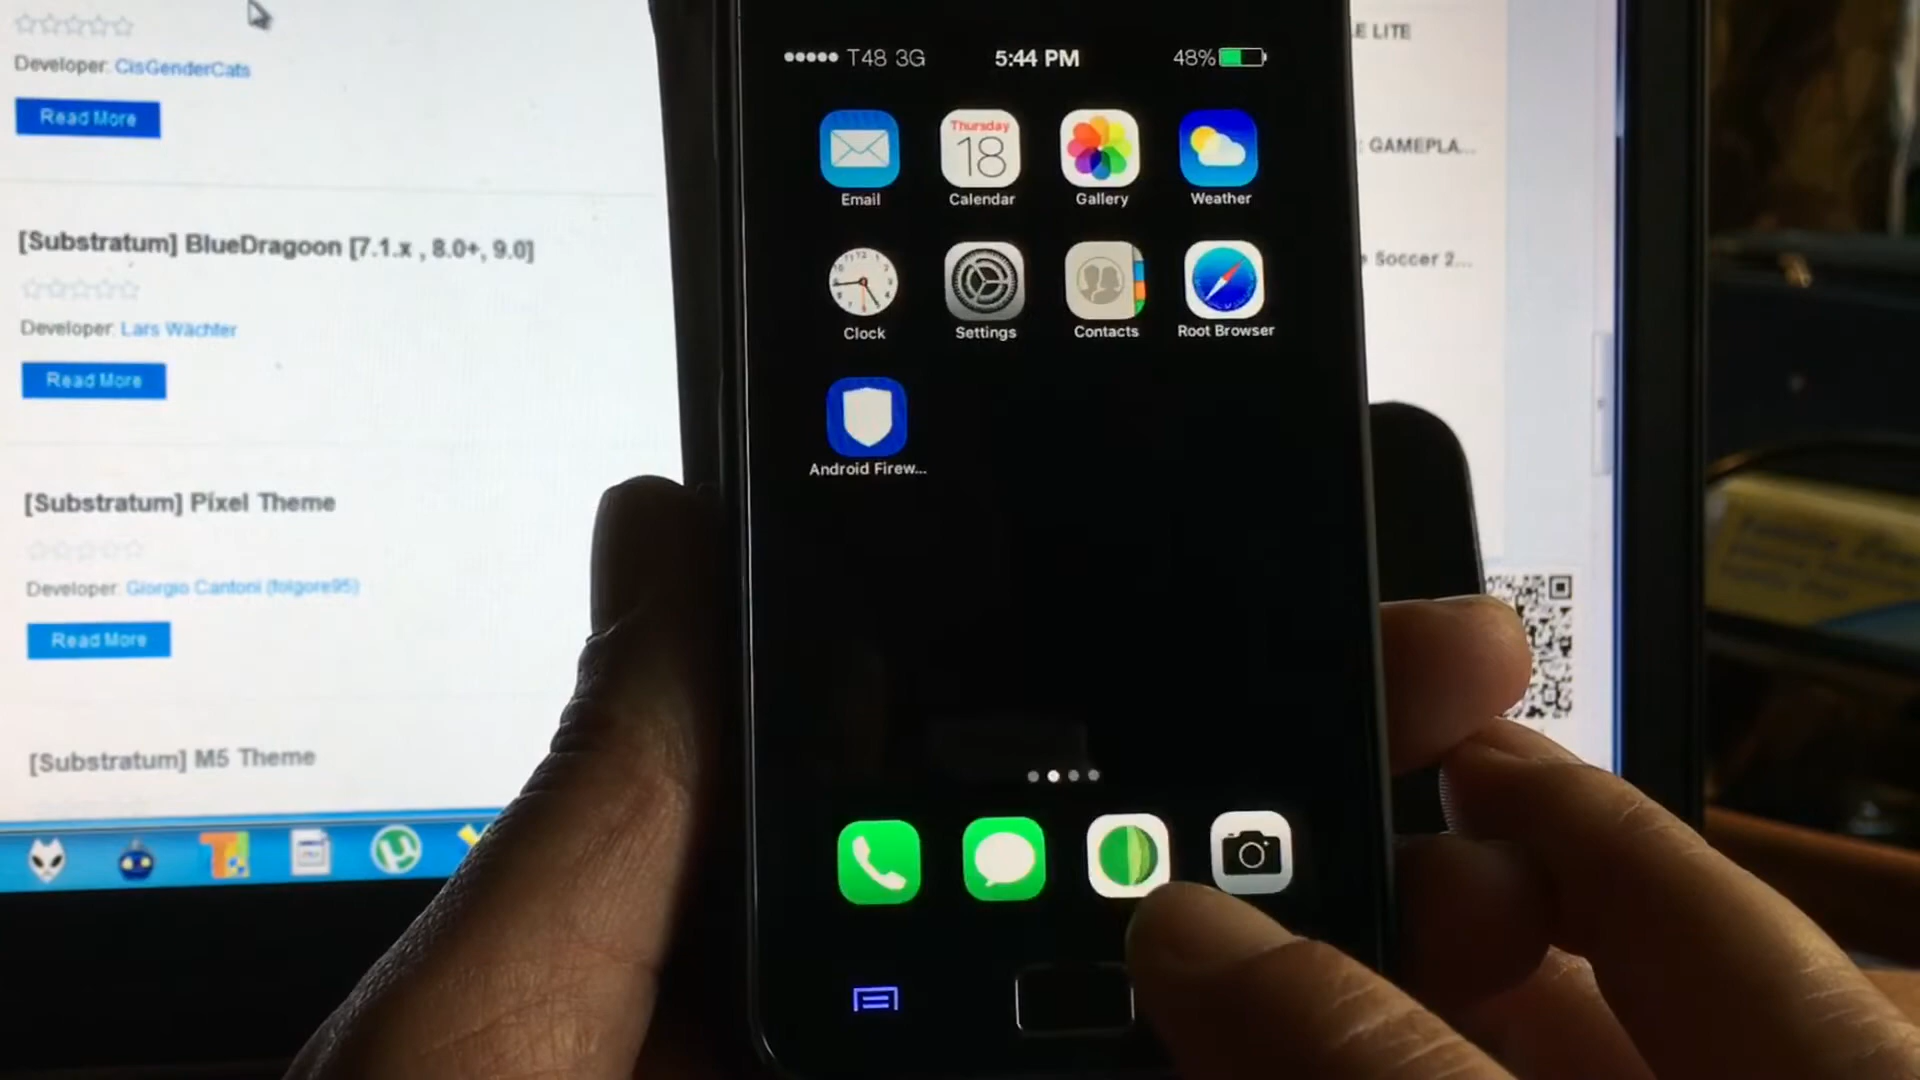 Developer: CisGenderCats
Read More
[Substratum] BlueDragoon [7.1.x , 8.0+, 9.0]
Developer: Lars Wächter
Read More
[Substratum] Pixel Theme
Developer: Giorgio Cantoni (folgore95)
Read More
[Substratum] M5 Theme
T48 3G
5:44 PM
48%
Email
Thursday
18
Calendar
Gallery
Weather
Clock
Settings
Contacts
Root Browser
Android Firew...
E LITE
: GAMEPLA...
Soccer 2...